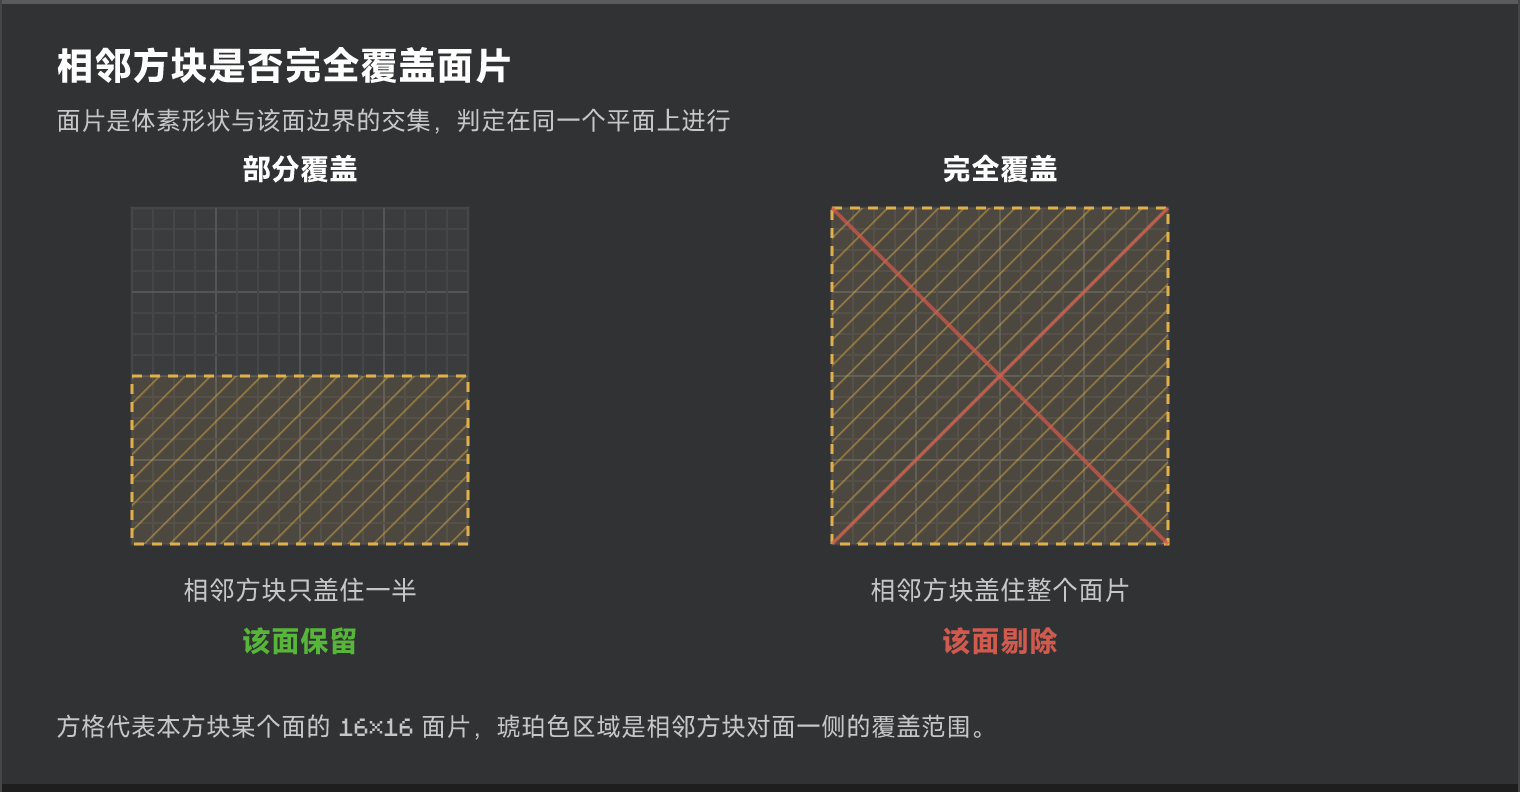 相邻方块是否完全覆盖面片
面片是体素形状与该面边界的交集，判定在同一个平面上进行
部分覆盖
完全覆盖
相邻方块只盖住一半
相邻方块盖住整个面片
该面保留
该面剔除
方格代表本方块某个面的 16×16 面片，琥珀色区域是相邻方块对面一侧的覆盖范围。